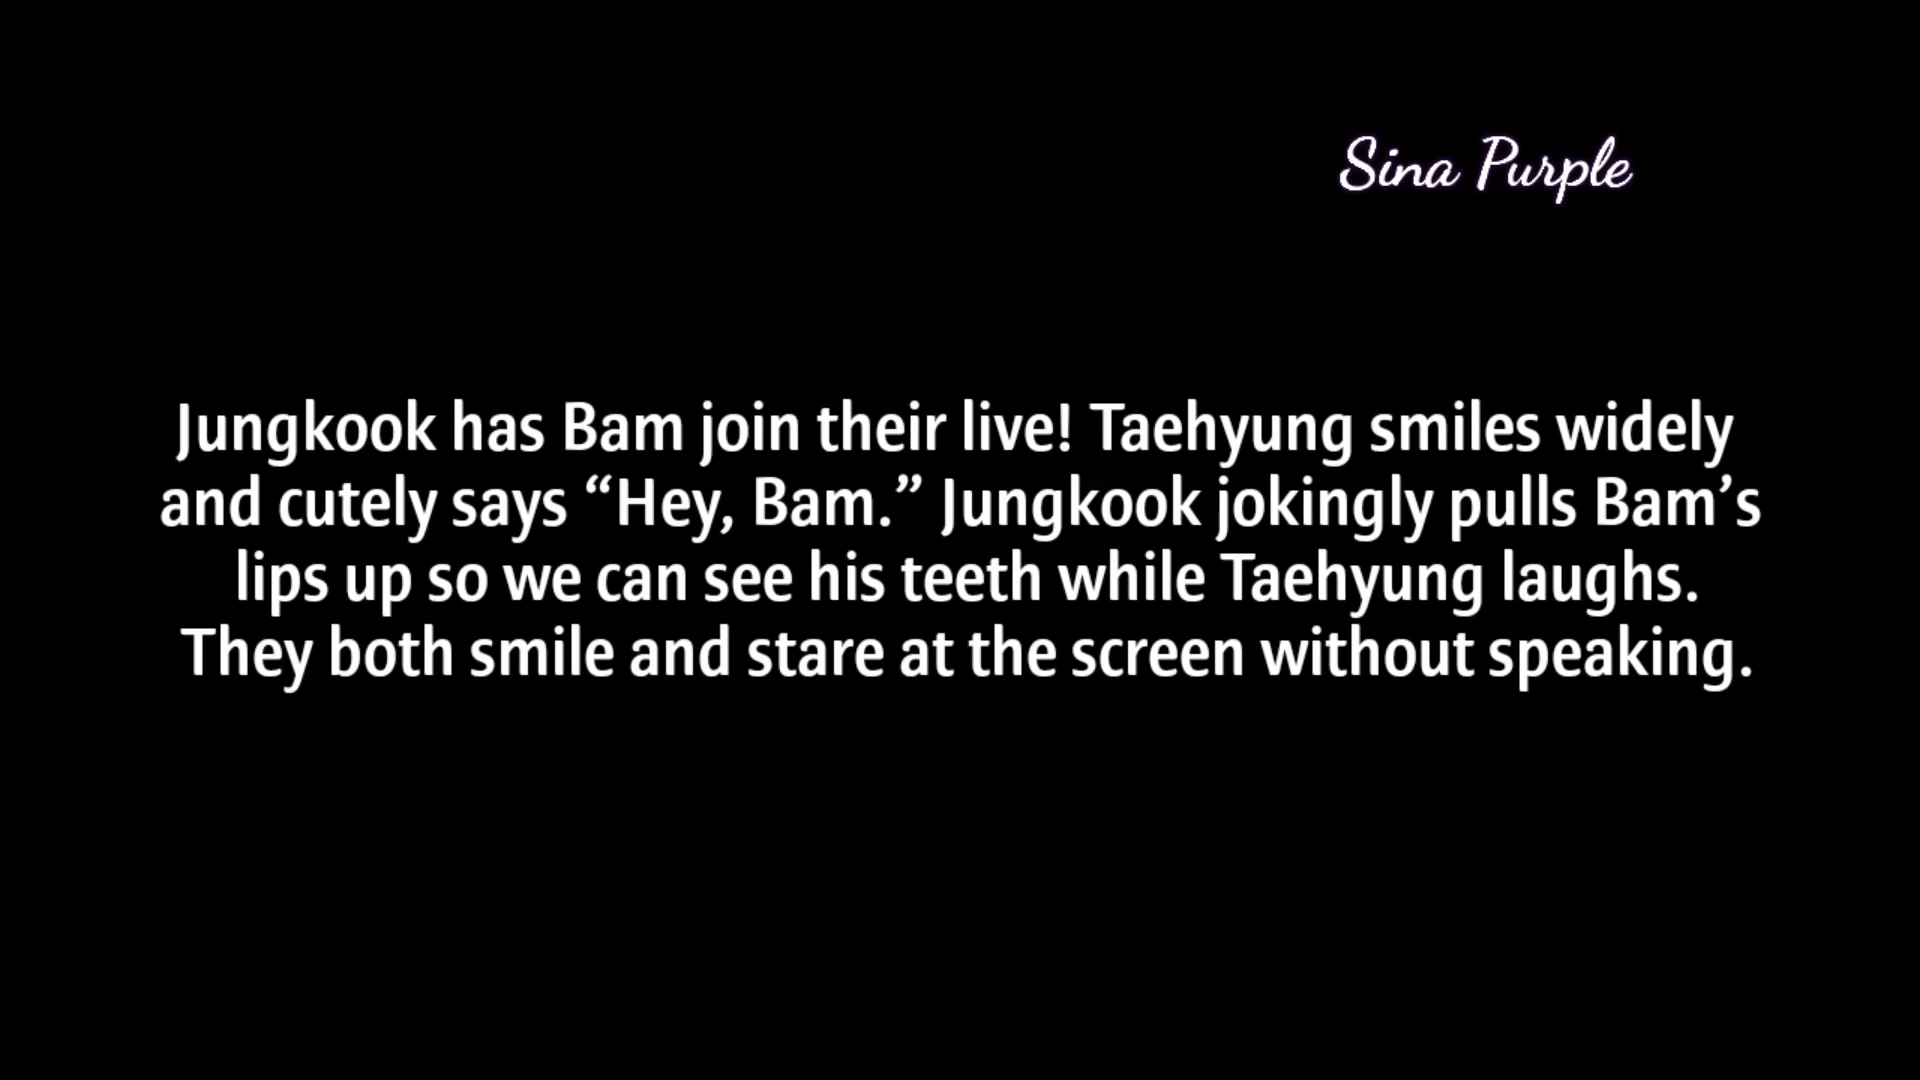 Sina Purple
Jungkook has Bam join their live! Taehyung smiles widely
and cutely says “Hey, Bam.” Jungkook jokingly pulls Bam’s
lips up so we can see his teeth while Taehyung laughs.
They both smile and stare at the screen without speaking.